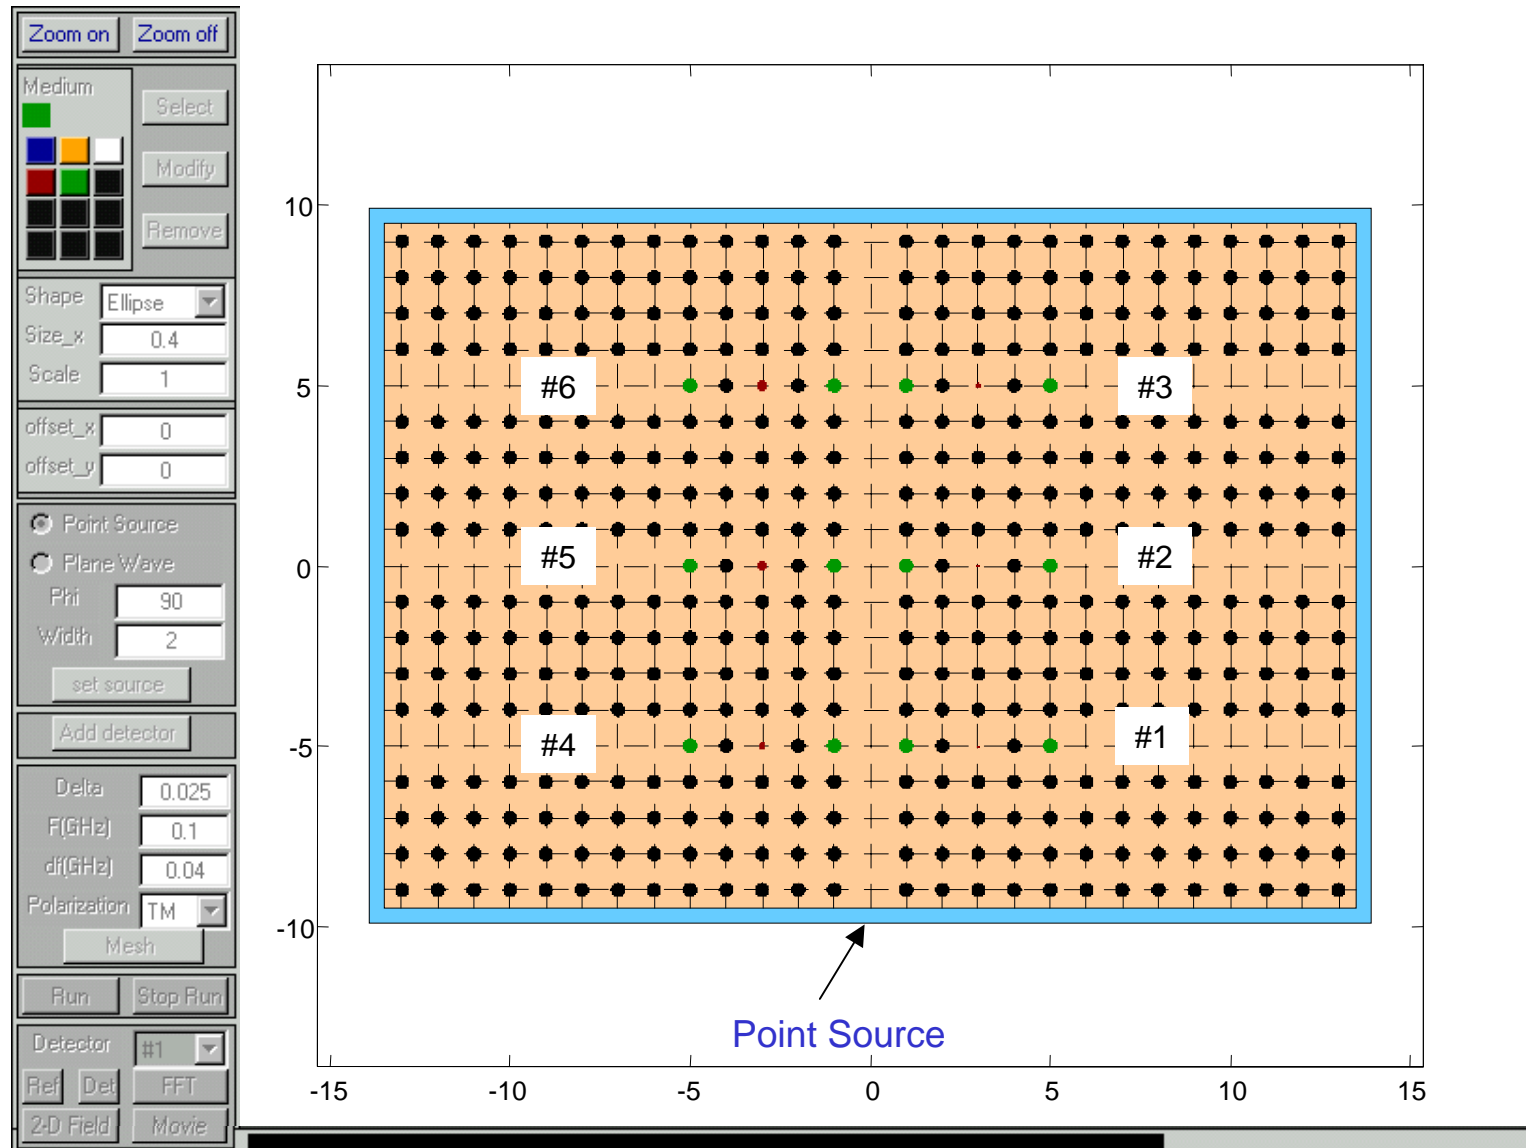 Zoom on Zoom off
Medium
Select
Modify
Remove
Shape Ellipse
Size_x 0.4
Scale 1
offset_x 0
offset_y 0
Point Source
Plane Wave
Phi 90
Width 2
set source
Add detector
Delta 0.025
F(GHz) 0.1
df(GHz) 0.04
Polarization TM
Mesh
Run Stop Run
Detector #1
Ref Det FFT
2-D Field Movie
10
5
0
-5
-10
#6 #3
#5 #2
#4 #1
Point Source
-15 -10 -5 0 5 10 15